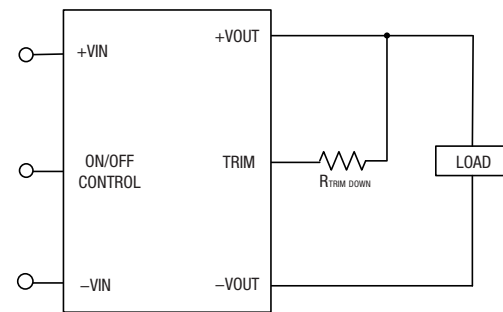 +VOUT
+VIN
ON/OFF
CONTROL
TRIM
LOAD
RTRIM DOWN
−VIN
−VOUT